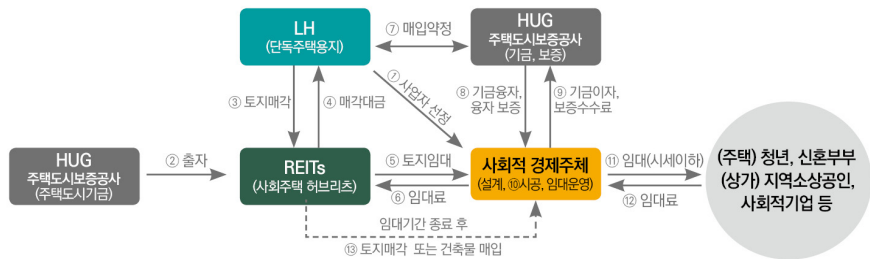 LH
(단독주택용지)
⑦ 매입약정
HUG
주택도시보증공사
(기금, 보증)
① 사업자 선정
③ 토지매각
④ 매각대금
⑧ 기금융자,
융자 보증
⑨ 기금이자,
보증수수료
HUG
주택도시보증공사
(주택도시기금)
② 출자
REITs
(사회주택 허브리츠)
⑤ 토지임대
⑥ 임대료
사회적 경제주체
(설계, ⑩시공, 임대운영)
⑪ 임대(시세이하)
⑫ 임대료
(주택) 청년, 신혼부부
(상가) 지역소상공인,
사회적기업 등
임대기간 종료 후
⑬ 토지매각 또는 건축물 매입